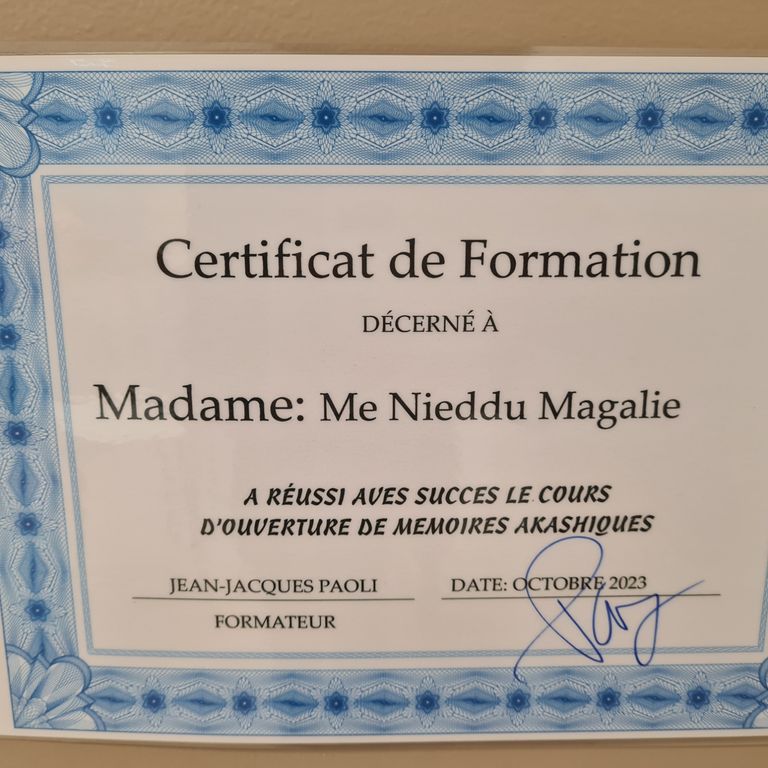 Certificat de Formation
DÉCERNÉ À
Madame: Me Nieddu Magalie
A RÉUSSI AVES SUCCES LE COURS
D'OUVERTURE DE MEMOIRES AKASHIQUES
JEAN-JACQUES PAOLI DATE: OCTOBRE 2023
FORMATEUR